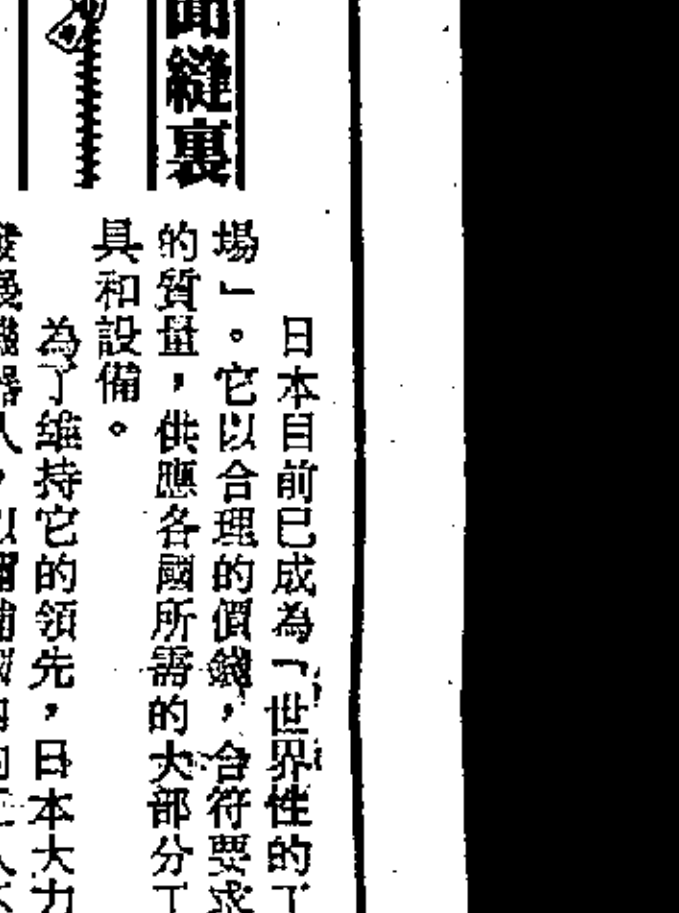 縫裏
日本目前已成為「世界性的工
場」。它以合理的價錢，合符要求
的質量，供應各國所需的大部分工
具和設備。
為了維持它的領先，日本大力